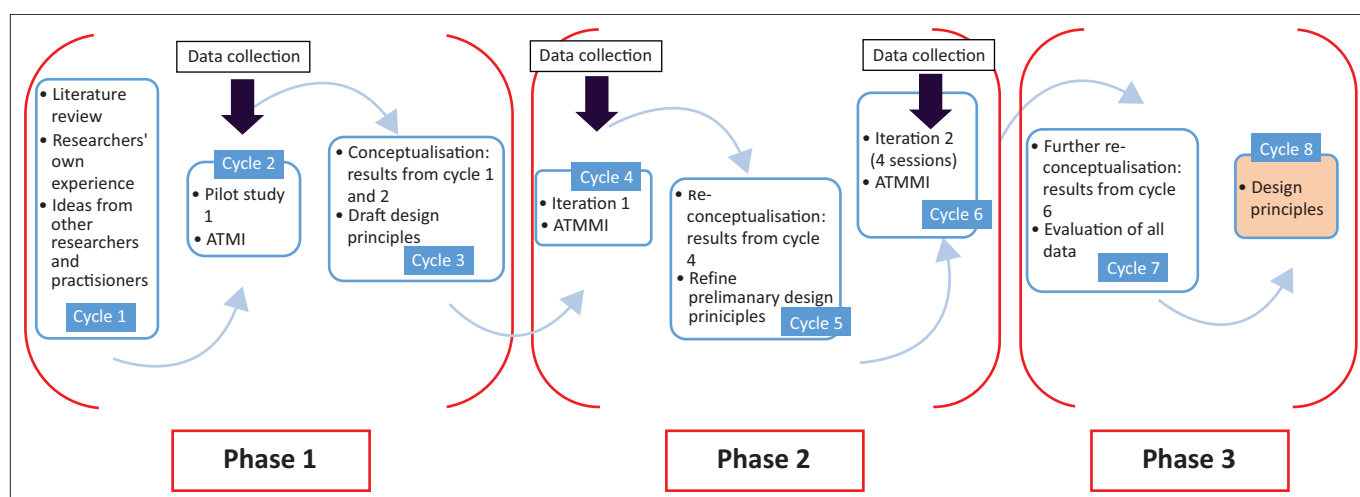 Data collection
• Literature
review
• Researchers'
own
experience
• Ideas from
other
researchers
and
practisioners
Cycle 1
Cycle 2
• Pilot study
1
• ATMI
• Conceptualisation:
results from cycle 1
and 2
• Draft design
principles
Cycle 3
Data collection
Cycle 4
• Iteration 1
• ATMMI
• Re-
conceptualisation:
results from cycle
4
• Refine
prelimanary design
priniciples
Cycle 5
Data collection
• Iteration 2
(4 sessions)
• ATMMI
Cycle 6
• Further re-
conceptualisation:
results from cycle
6
• Evaluation of all
data
Cycle 7
Cycle 8
• Design
principles
Phase 1
Phase 2
Phase 3